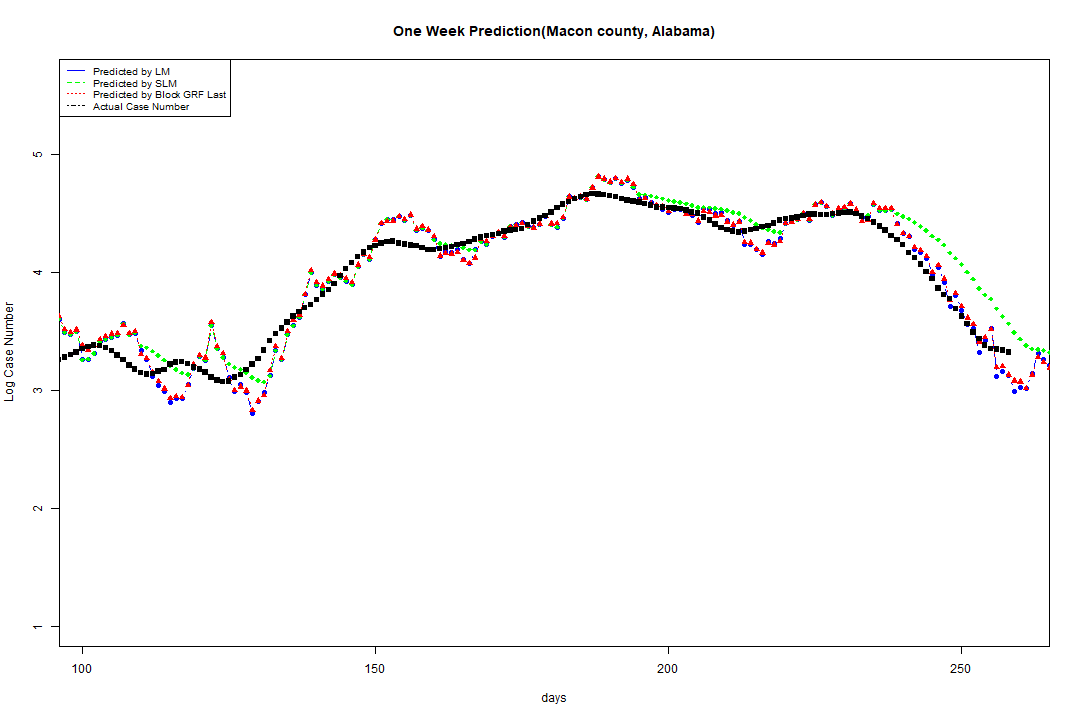 One Week Prediction(Macon county, Alabama)
Predicted by LM
Predicted by SLM
Predicted by Block GRF Last
Actual Case Number
5
4
3
2
1
Log Case Number
100 150 200 250
days